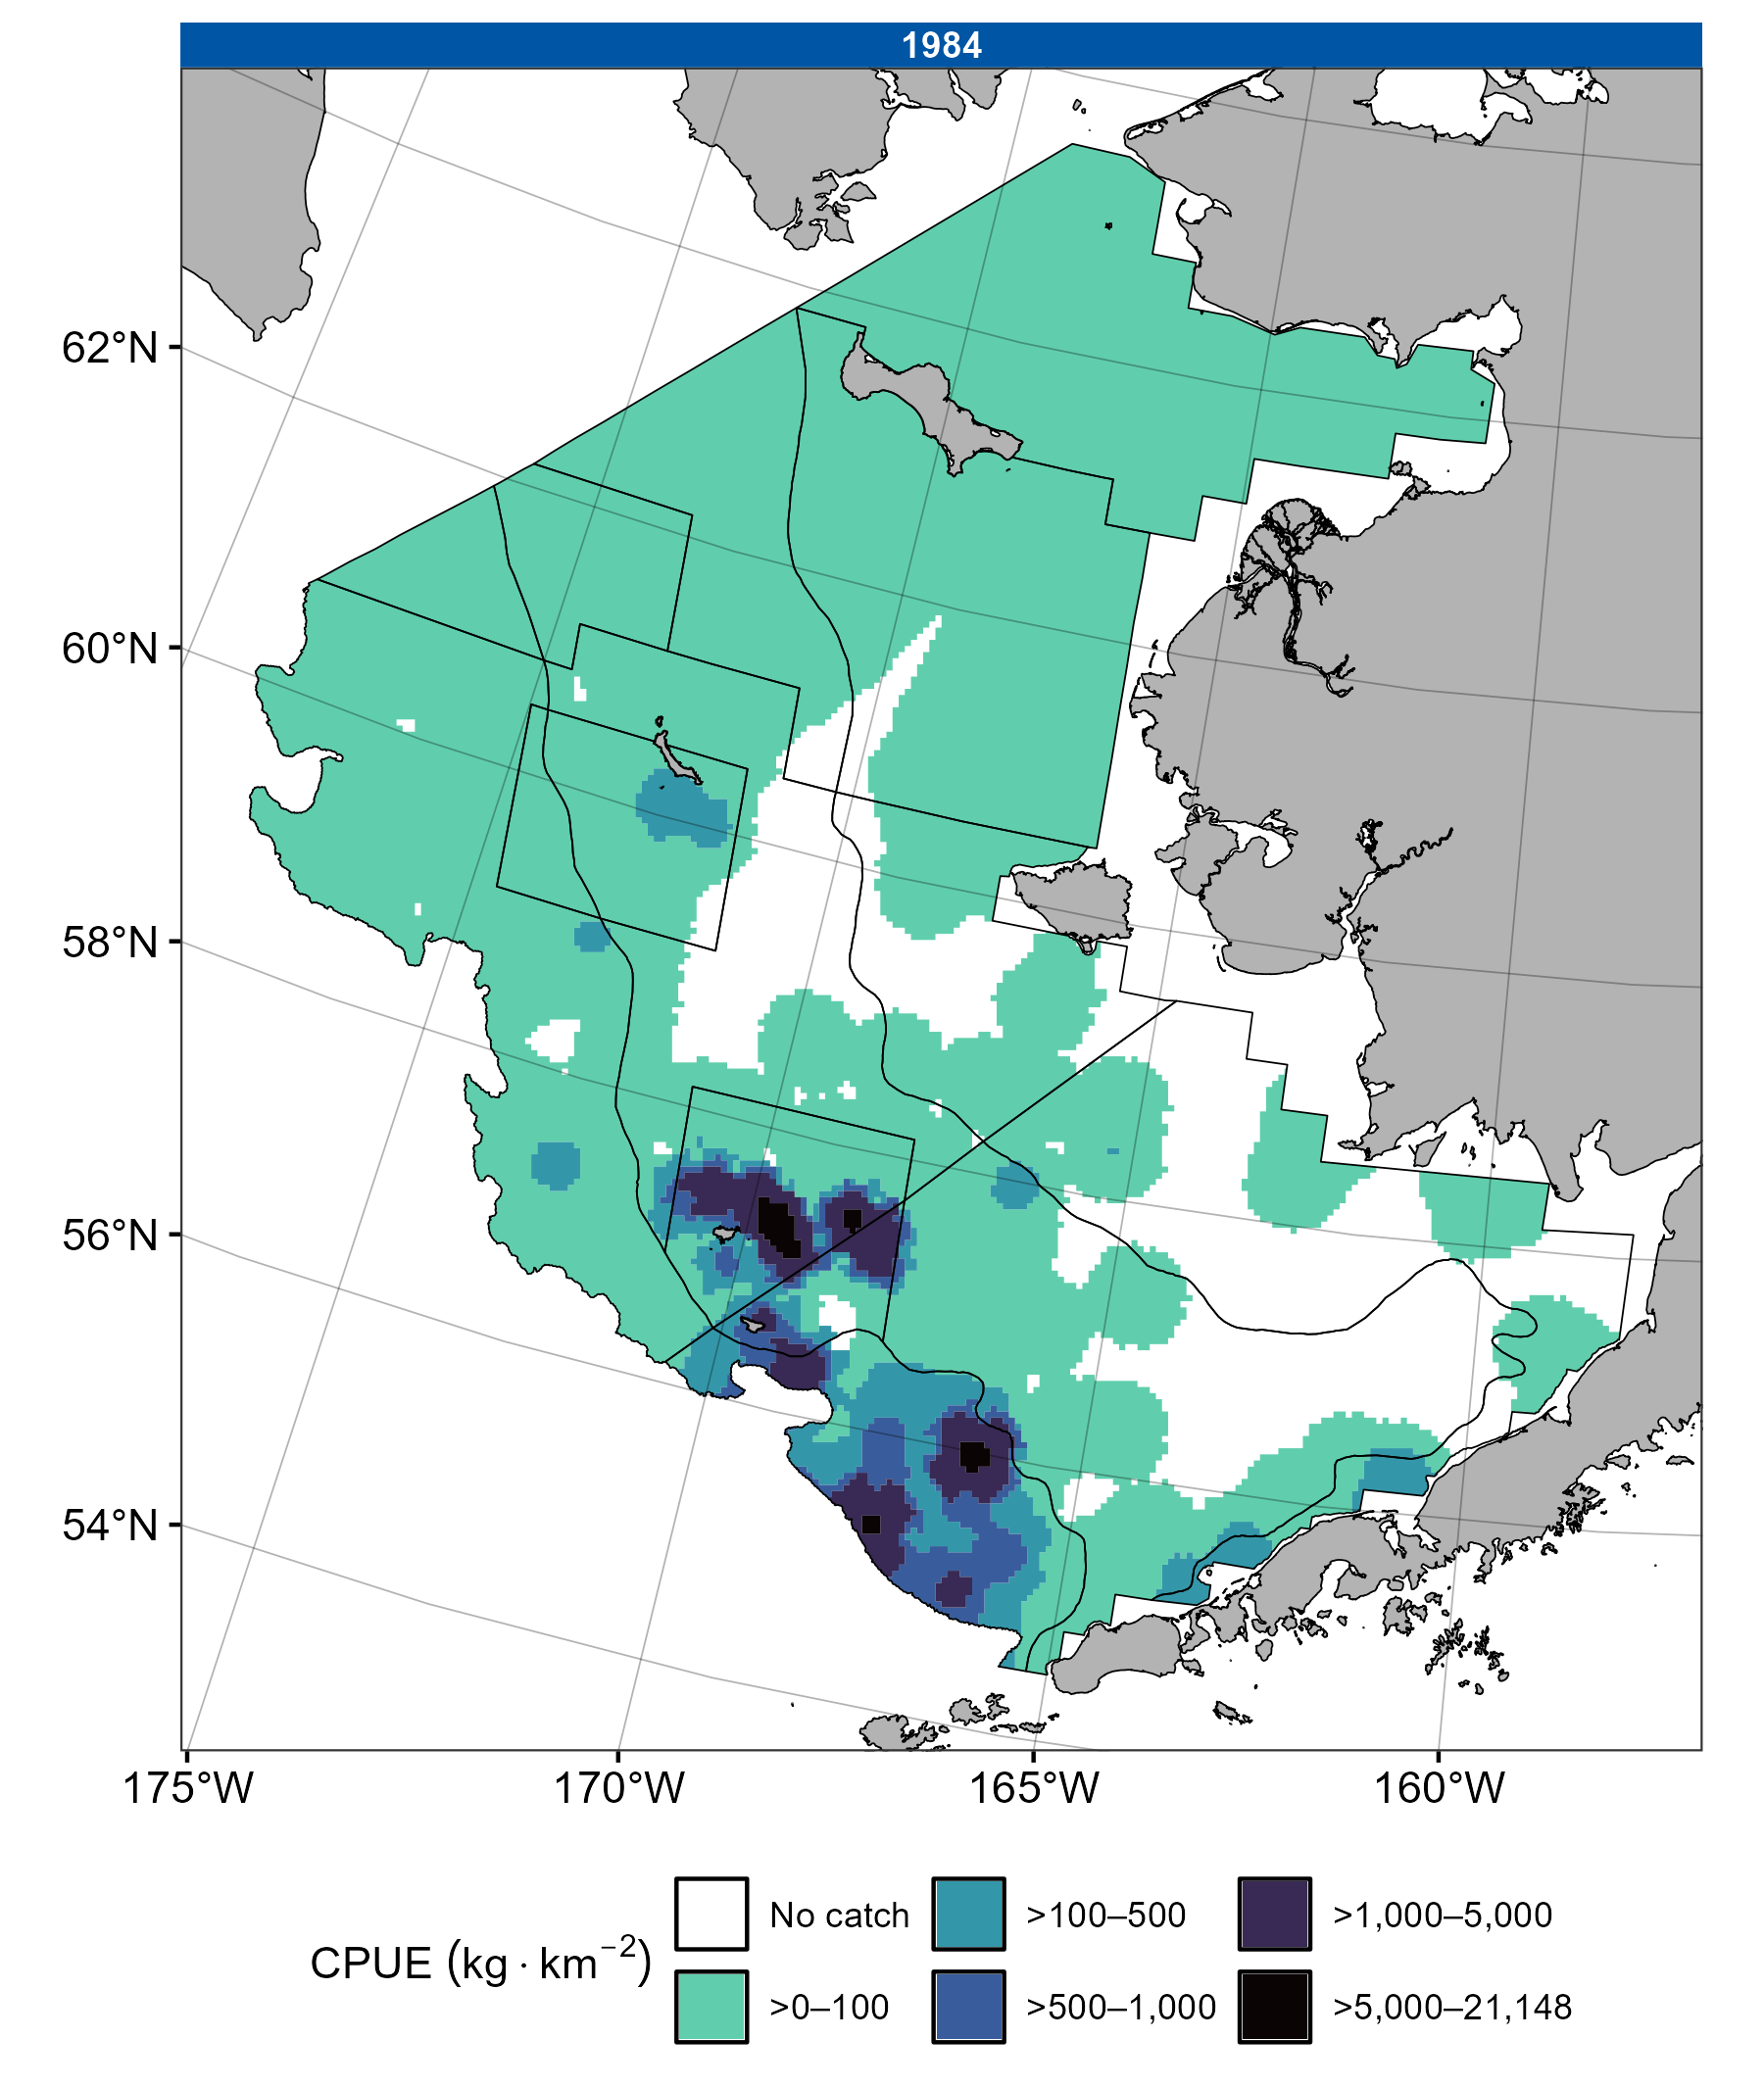 1984
62°N
60°N
58°N
56°N
54°N
175°W 170°W 165°W 160°W
CPUE (kg · km⁻²)
No catch >100–500 >1,000–5,000
>0–100 >500–1,000 >5,000–21,148